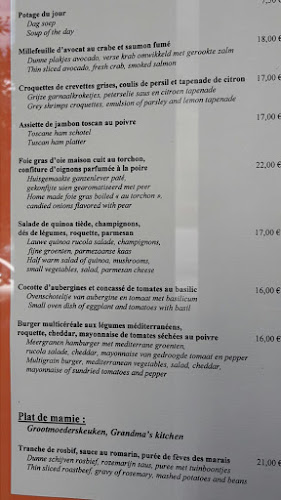 Potage du jour
Dag soep
Soup of the day
Millefeuille d'avocat au crabe et saumon fumé
Dunne plakjes avocado, verse krab omwikkeld met gerookte zalm
Thin sliced avocado, fresh crab, smoked salmon
18,00 €
Croquettes de crevettes grises, coulis de persil et tapenade de citron
Grijze garnaalkroketjes, peterselie saus en citroen tapenade
Grey shrimps croquettes, emulsion of parsley and lemon tapenade
17,00 €
Assiette de jambon toscan au poivre
Toscane ham schotel
Tuscan ham platter
17,00 €
Foie gras d'oie maison cuit au torchon,
confiture d'oignons parfumée à la poire
Huisgemaakte ganzenlever paté,
gekonfijte uien gearomatiseerd met peer
Home made foie gras boiled « au torchon »,
candied onions flavored with pear
22,00 €
Salade de quinoa tiède, champignons,
dés de légumes, roquette, parmesan
Lauwe quinoa rucola salade, champignons,
fijne groenten, parmezaanse kaas
Half warm salad of quinoa, mushrooms,
small vegetables, salad, parmesan cheese
17,00 €
Cocotte d'aubergines et concassé de tomates au basilic
Ovenschotelije van aubergine en tomaat met basilicum
Small oven dish of eggplant and tomatoes with basil
16,00 €
Burger multicéréale aux légumes méditerranéens,
roquette, cheddar, mayonnaise de tomates séchées au poivre
Meergranen hamburger met mediterrane groenten,
rucola salade, cheddar, mayonnaise van gedroogde tomaat en pepper
Multigrain burger, mediterranean vegetables, salad, cheddar,
mayonnaise of sundried tomatoes and pepper
16,00 €
Plat de mamie :
Grootmoederskeuken, Grandma's kitchen
Tranche de rosbif, sauce au romarin, purée de fèves des marais
Dunne schijven rosbief, rozemarijn saus, puree met tuinboontjes
Thin sliced roastbeef, gravy of rosemary, mashed potatoes and beans
21,00 €